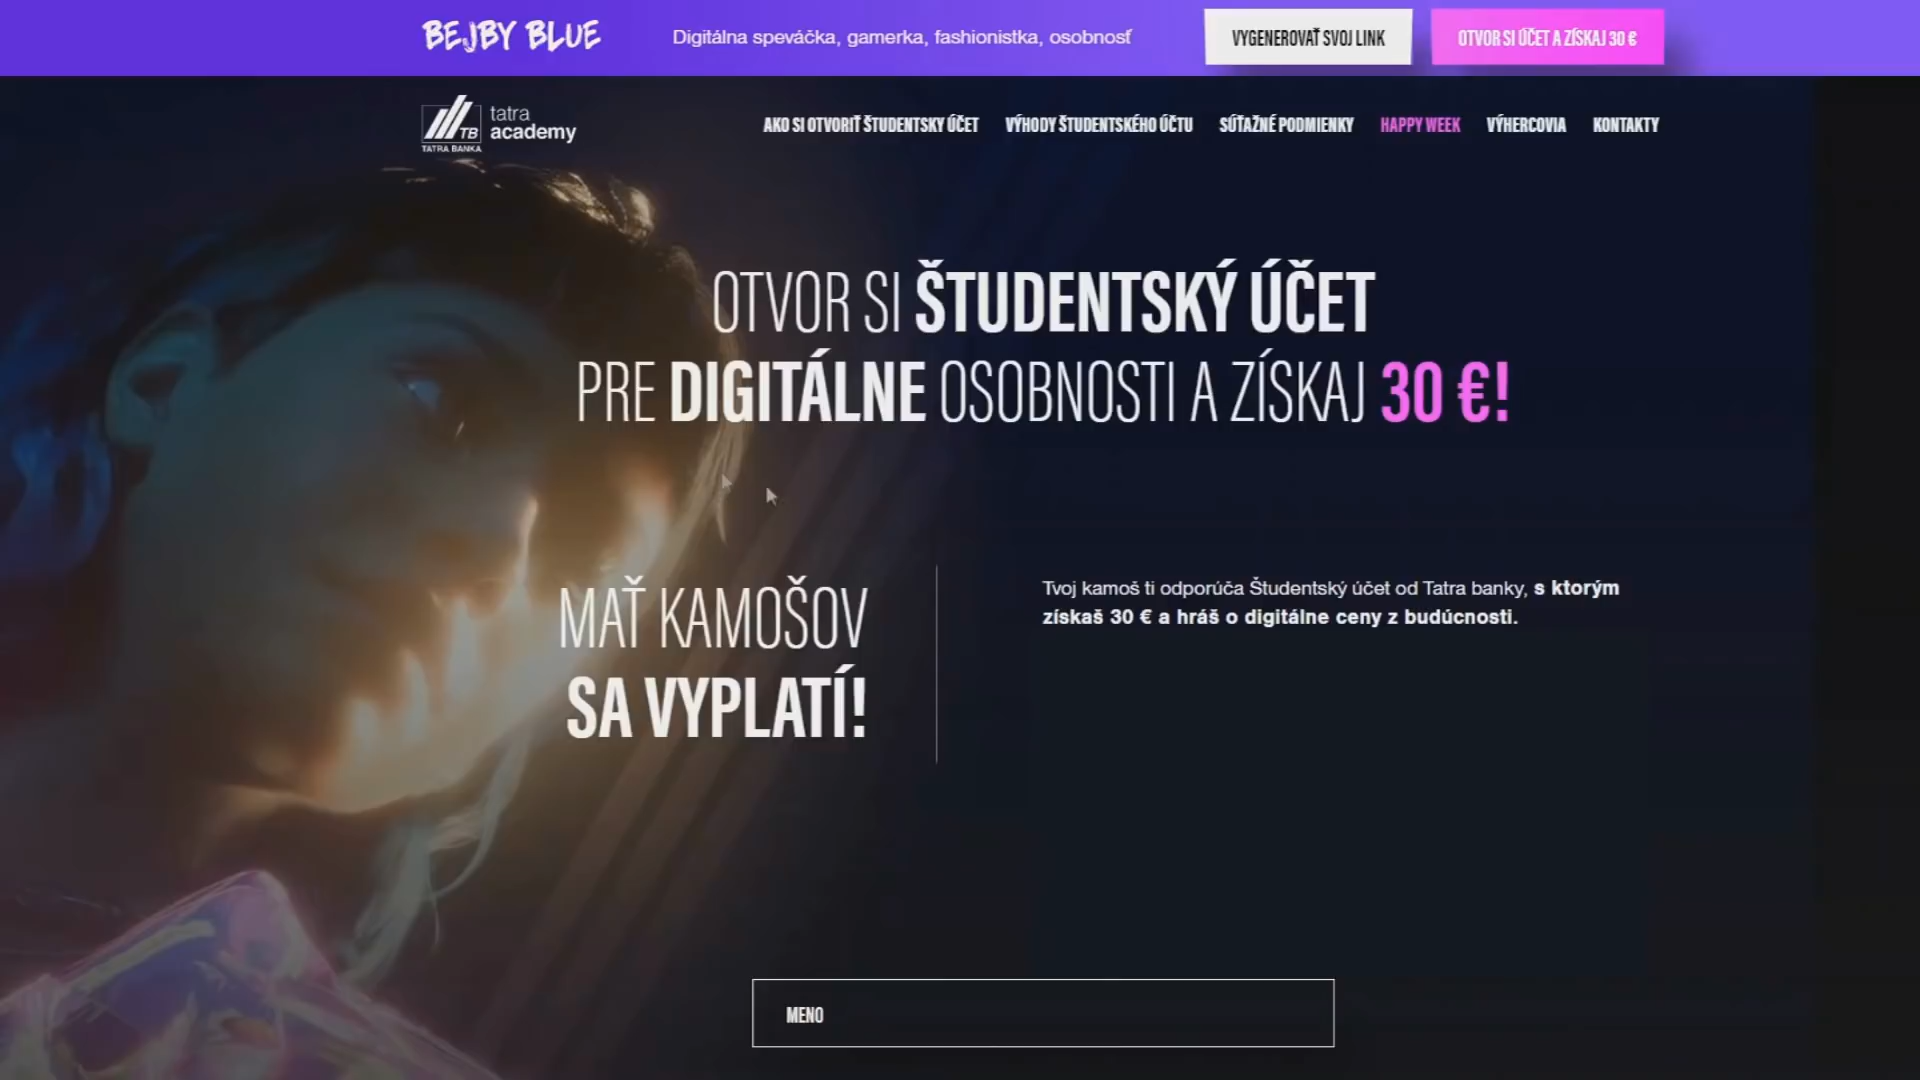 BEJBY BLUE
Digitálna speváčka, gamerka, fashionistka, osobnosť
VYGENEROVAŤ SVOJ LINK
OTVOR SI ÚČET A ZÍSKAJ 30 €
TB
TATRA BANKA
tatra
academy
AKO SI OTVORIŤ ŠTUDENTSKY ÚČET
VÝHODY ŠTUDENTSKÉHO ÚČTU
SÚŤAŽNÉ PODMIENKY
HAPPY WEEK
VÝHERCOVIA
KONTAKTY
OTVOR SI ŠTUDENTSKÝ ÚČET
PRE DIGITÁLNE OSOBNOSTI A ZÍSKAJ 30 €!
MAŤ KAMOŠOV
SA VYPLATÍ!
Tvoj kamoš ti odporúča Študentský účet od Tatra banky, s ktorým
získaš 30 € a hráš o digitálne ceny z budúcnosti.
MENO